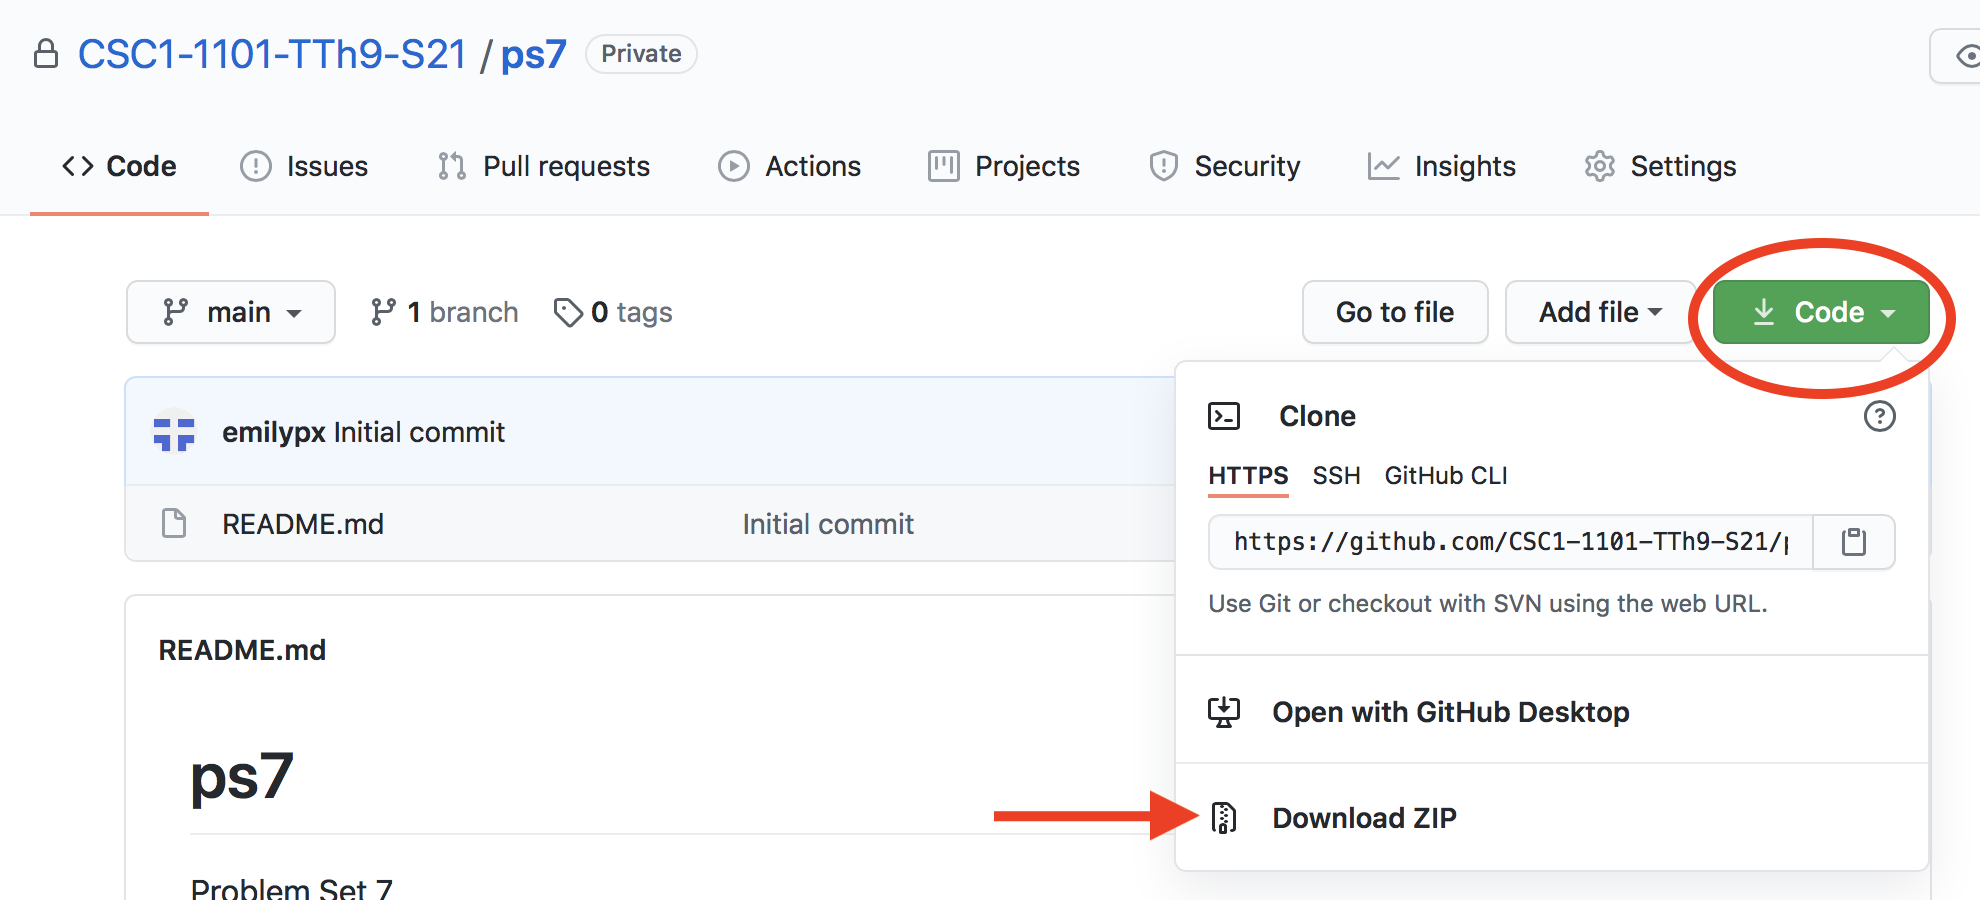 CSC1-1101-TTh9-S21 / ps7 Private
Code Issues Pull requests Actions Projects Security Insights Settings
main 1 branch 0 tags Go to file Add file Code
emilypx Initial commit
README.md Initial commit
Clone
HTTPS SSH GitHub CLI
https://github.com/CSC1-1101-TTh9-S21/
Use Git or checkout with SVN using the web URL.
Open with GitHub Desktop
Download ZIP
README.md
ps7
Problem Set 7